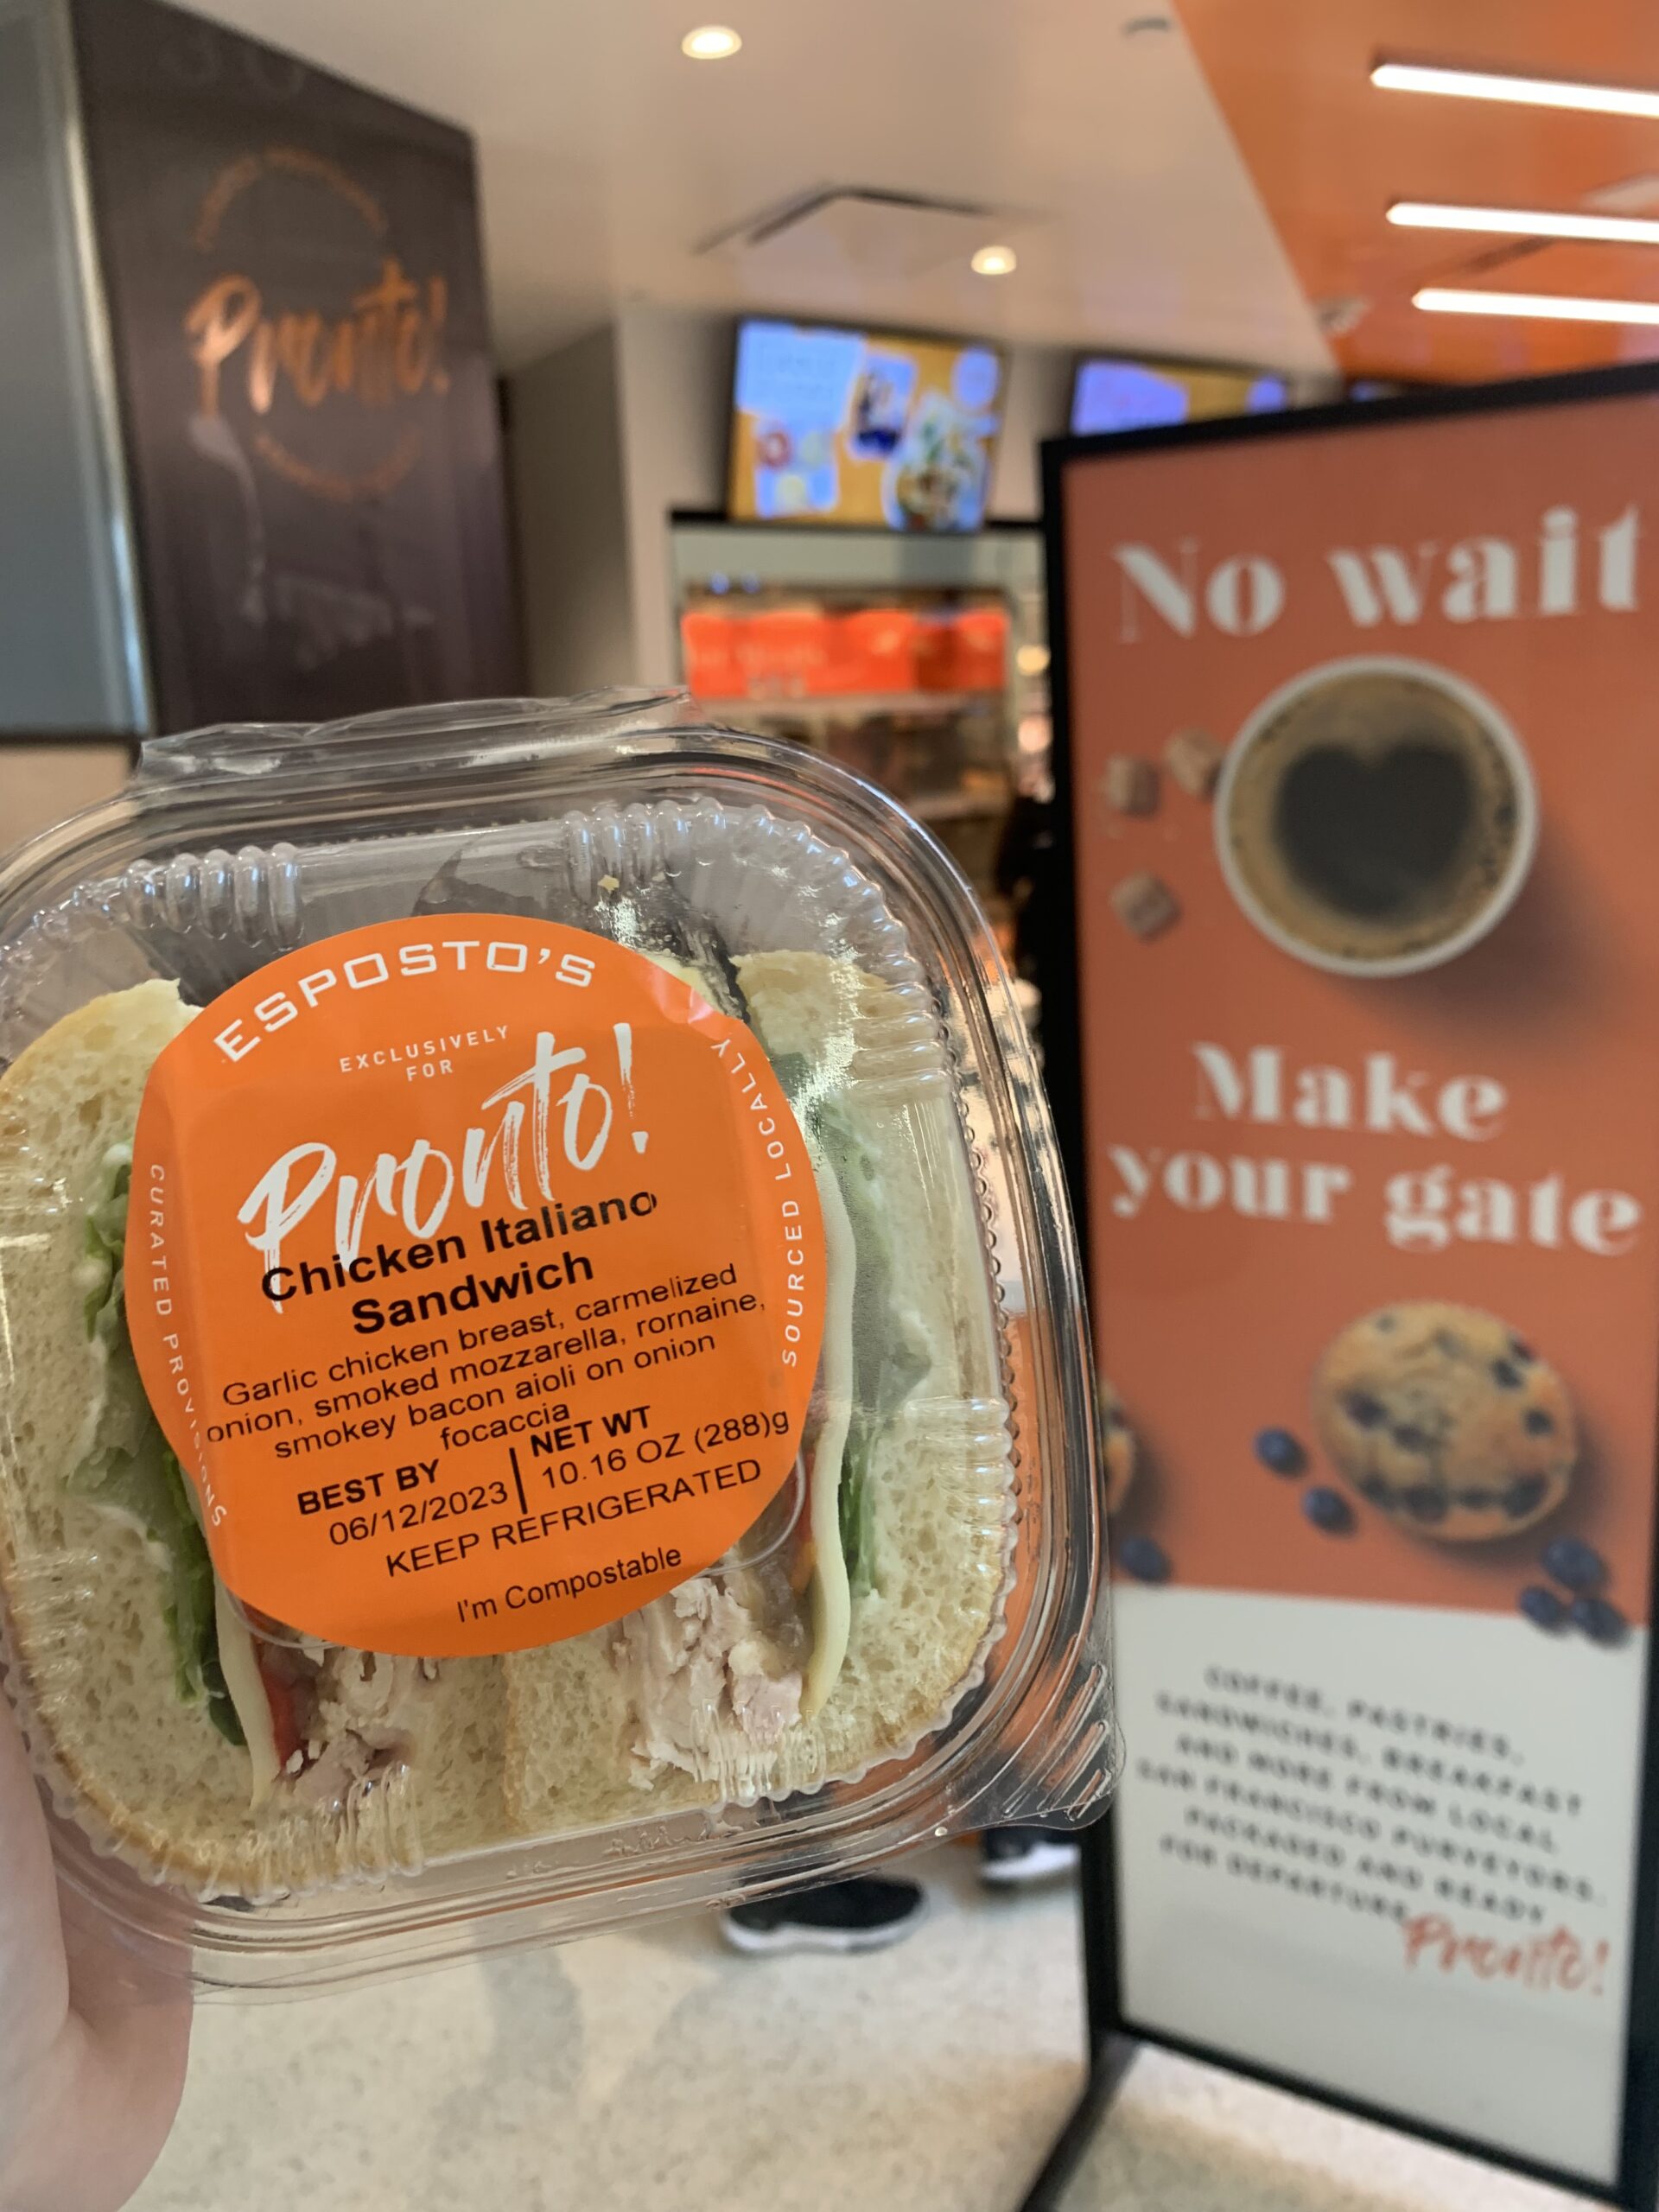 Pronto!
No wait
Make
your gate
COFFEE, PASTRIES,
SANDWICHES, BREAKFAST
AND MORE FROM LOCAL
SAN FRANCISCO PURVEYORS.
PACKAGED AND READY
FOR DEPARTURE
Pronto!
ESPOSTO'S
EXCLUSIVELY
FOR
Pronto!
CURATED PROVISIONS
SOURCED LOCALLY
Chicken Italiano
Sandwich
Garlic chicken breast, carmelized
onion, smoked mozzarella, rornaine,
smokey bacon aioli on onion
focaccia
BEST BY
06/12/2023
NET WT
10.16 OZ (288)g
KEEP REFRIGERATED
I'm Compostable